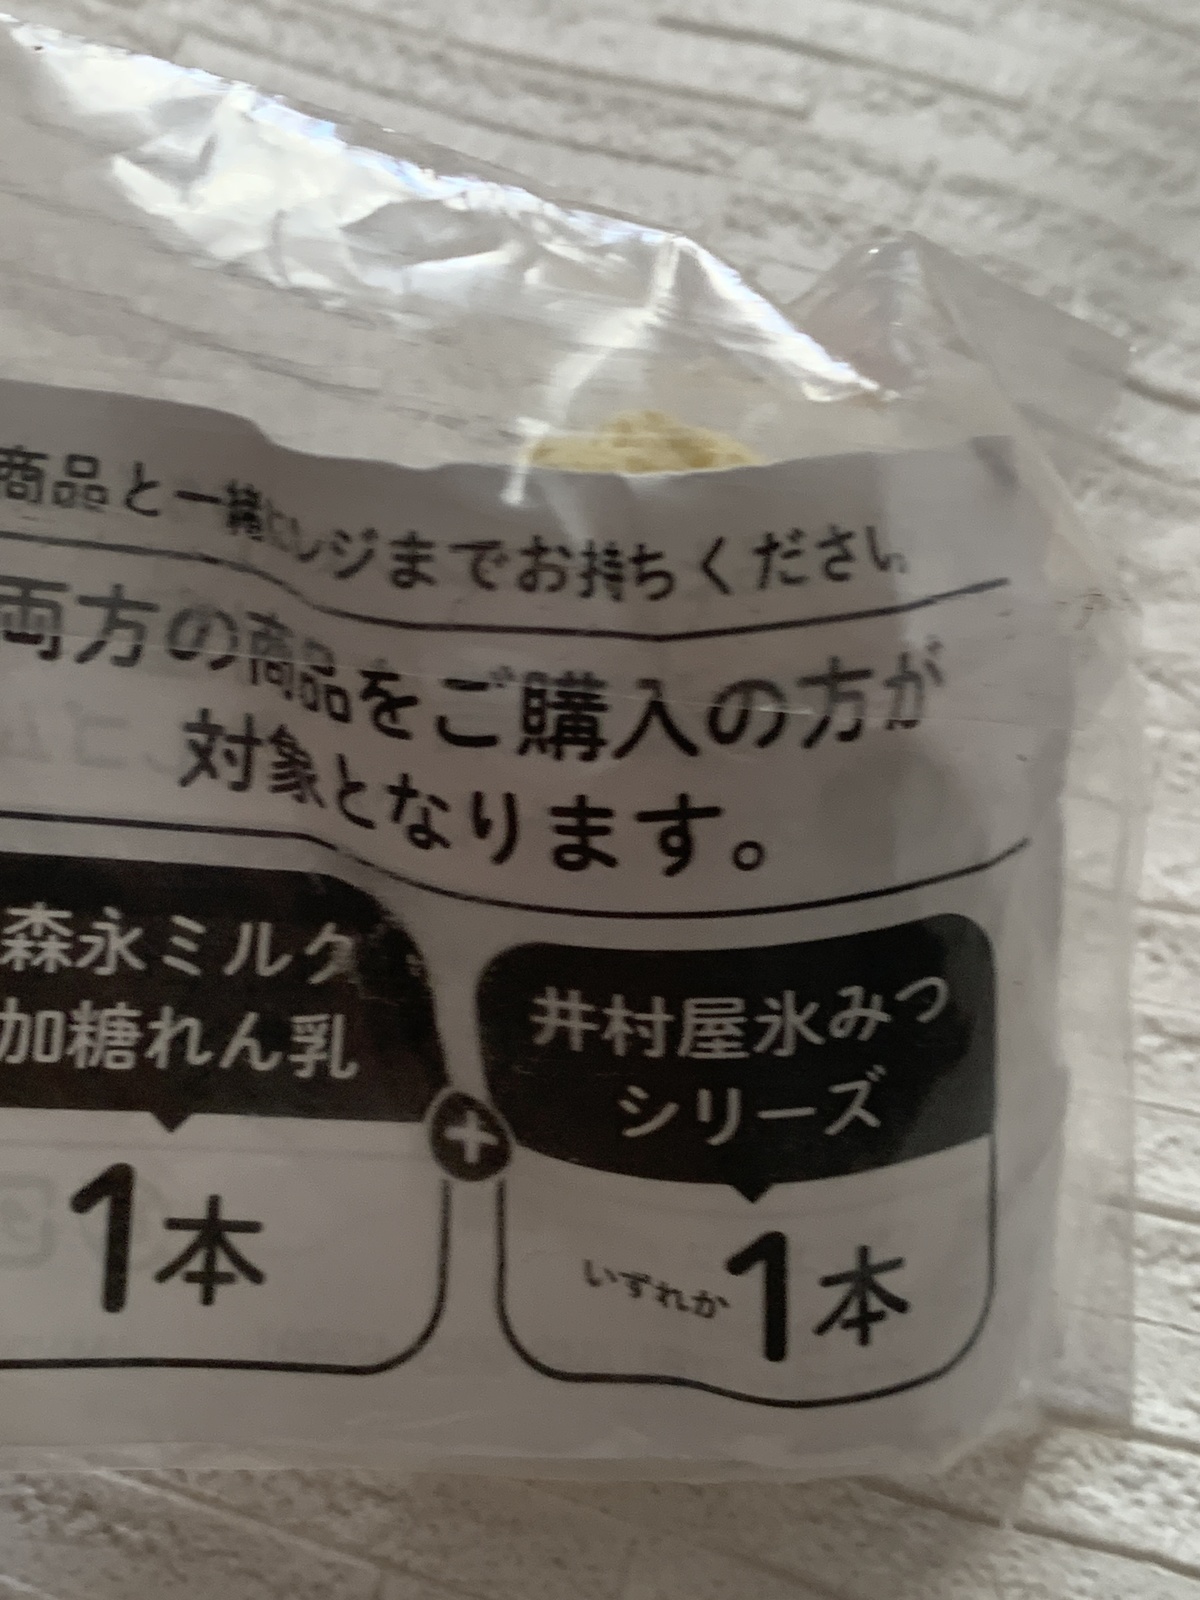 商品と一緒にレジまでお持ちください
両方の商品をご購入の方が
対象となります。
森永ミルク
加糖れん乳
1本
+
井村屋氷みつ
シリーズ
いずれか1本